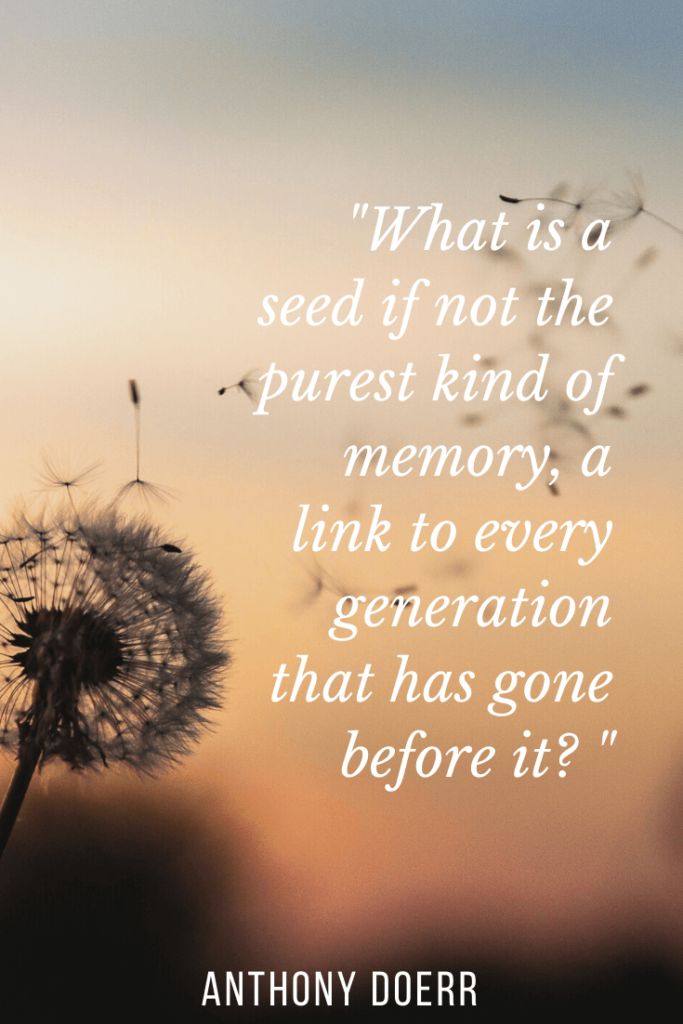 "What is a
seed if not the
purest kind of
memory, a
link to every
generation
that has gone
before it? "
ANTHONY DOERR